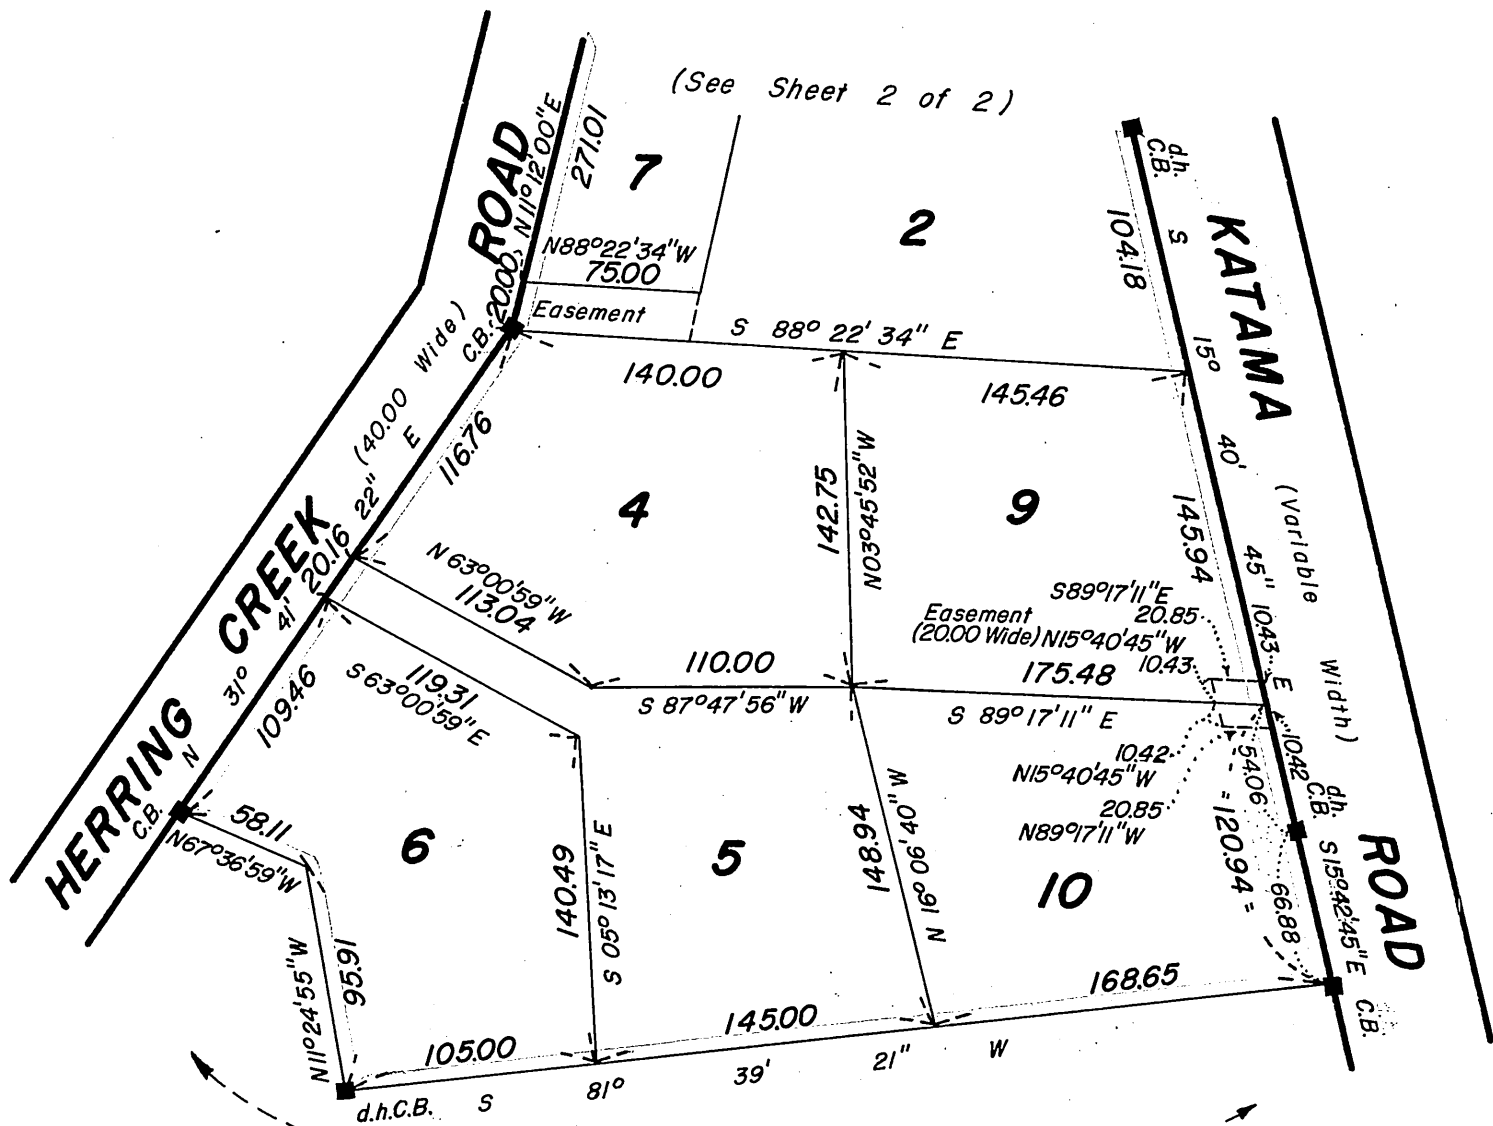 (See Sheet 2 of 2)
7
2
4
9
6
5
10
HERRING CREEK ROAD
(40.00 Wide)
KATAMA ROAD
(Variable Width)
N 11° 12' 00" E
271.01
20.00
C.B.
N88°22'34"W
75.00
Easement
S 88° 22' 34" E
140.00
145.46
d.h.
C.B.
104.18
S 15° 40' 45" E
145.94
116.76
N 31° 41' 22" E
20.16
109.46
C.B.
142.75
N03°45'52"W
N 63°00'59"W
113.04
119.31
S 63°00'59"E
110.00
S 87°47'56"W
S89°17'11"E
20.85
Easement
(20.00 Wide)
N15°40'45"W
10.43
10.43
175.48
S 89°17'11" E
10.42
N15°40'45"W
20.85
N89°17'11"W
10.42
54.06
= 120.94 =
66.88
d.h.
C.B.
S15°42'45"E
C.B.
58.11
N67°36'59"W
95.91
N11°24'55"W
140.49
S 05°13'17"E
148.94
N 16°06'40" W
105.00
145.00
168.65
d.h.C.B.
S 81° 39' 21" W